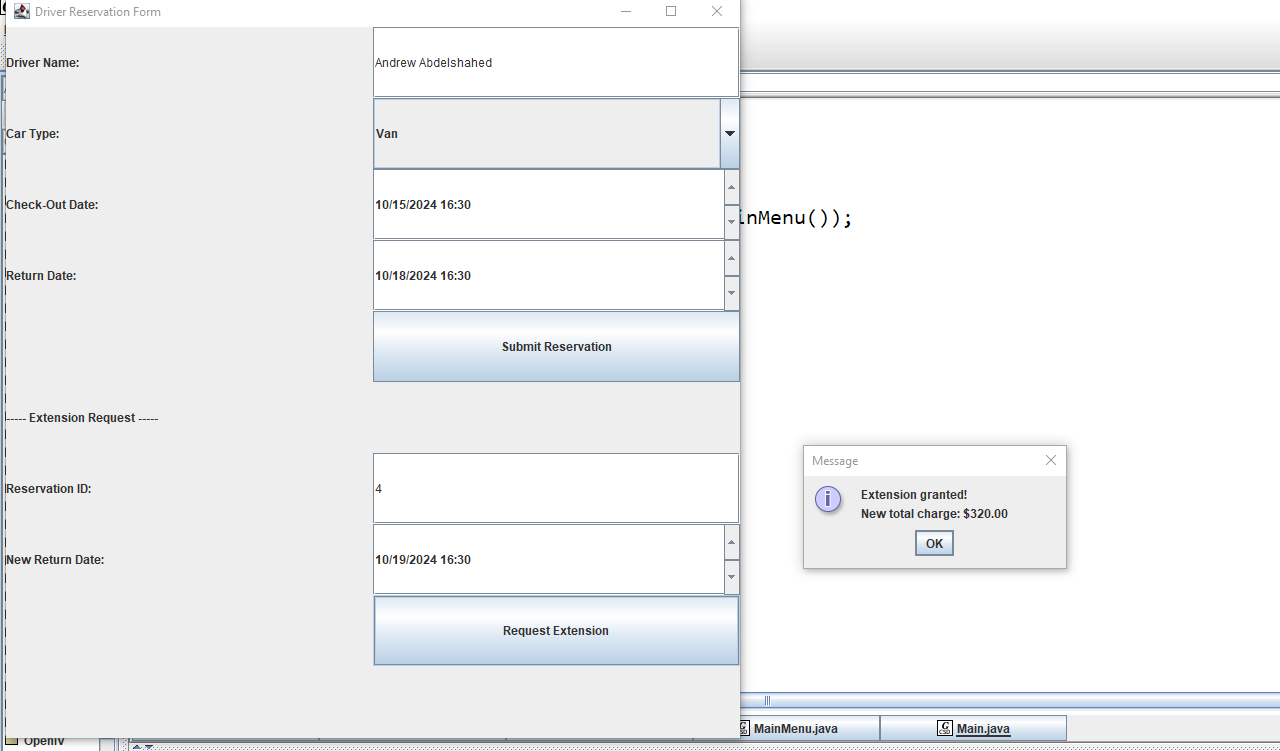 Driver Reservation Form
Driver Name:
Andrew Abdelshahed
Car Type:
Van
Check-Out Date:
10/15/2024 16:30
inMenu());
Return Date:
10/18/2024 16:30
Submit Reservation
----- Extension Request -----
Message
Extension granted!
New total charge: $320.00
OK
Reservation ID:
4
New Return Date:
10/19/2024 16:30
Request Extension
MainMenu.java
CSD
Main.java
OpenIV